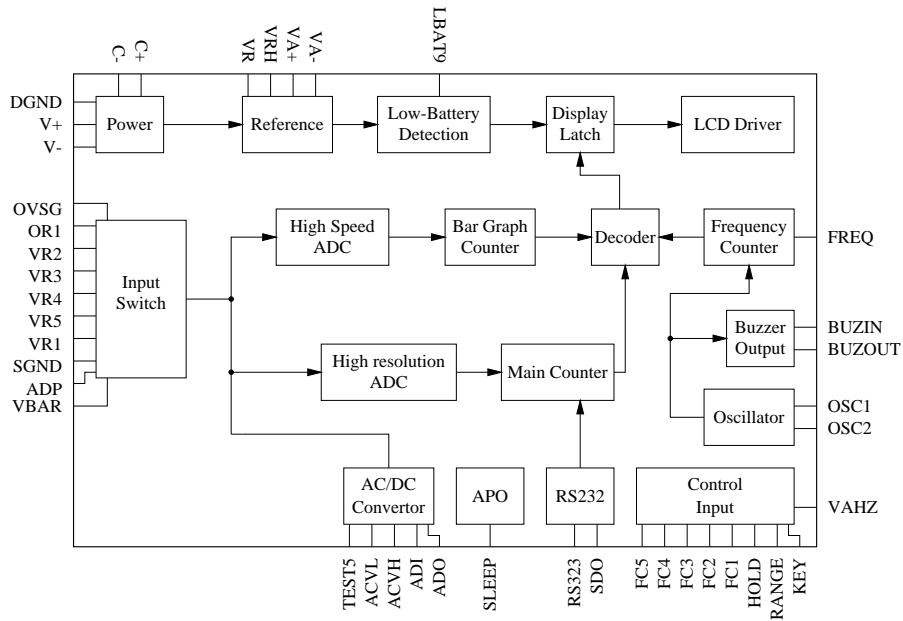 C-
C+
VR
VRH
VA+
VA-
LBAT9
DGND
V+
V-
Power
Reference
Low-Battery
Detection
Display
Latch
LCD Driver
OVSG
OR1
VR2
VR3
VR4
VR5
VR1
SGND
ADP
VBAR
Input
Switch
High Speed
ADC
Bar Graph
Counter
Decoder
Frequency
Counter
FREQ
Buzzer
Output
BUZIN
BUZOUT
High resolution
ADC
Main Counter
Oscillator
OSC1
OSC2
AC/DC
Convertor
APO
RS232
Control
Input
VAHZ
TEST5
ACVL
ACVH
ADI
ADO
SLEEP
RS323
SDO
FC5
FC4
FC3
FC2
FC1
HOLD
RANGE
KEY